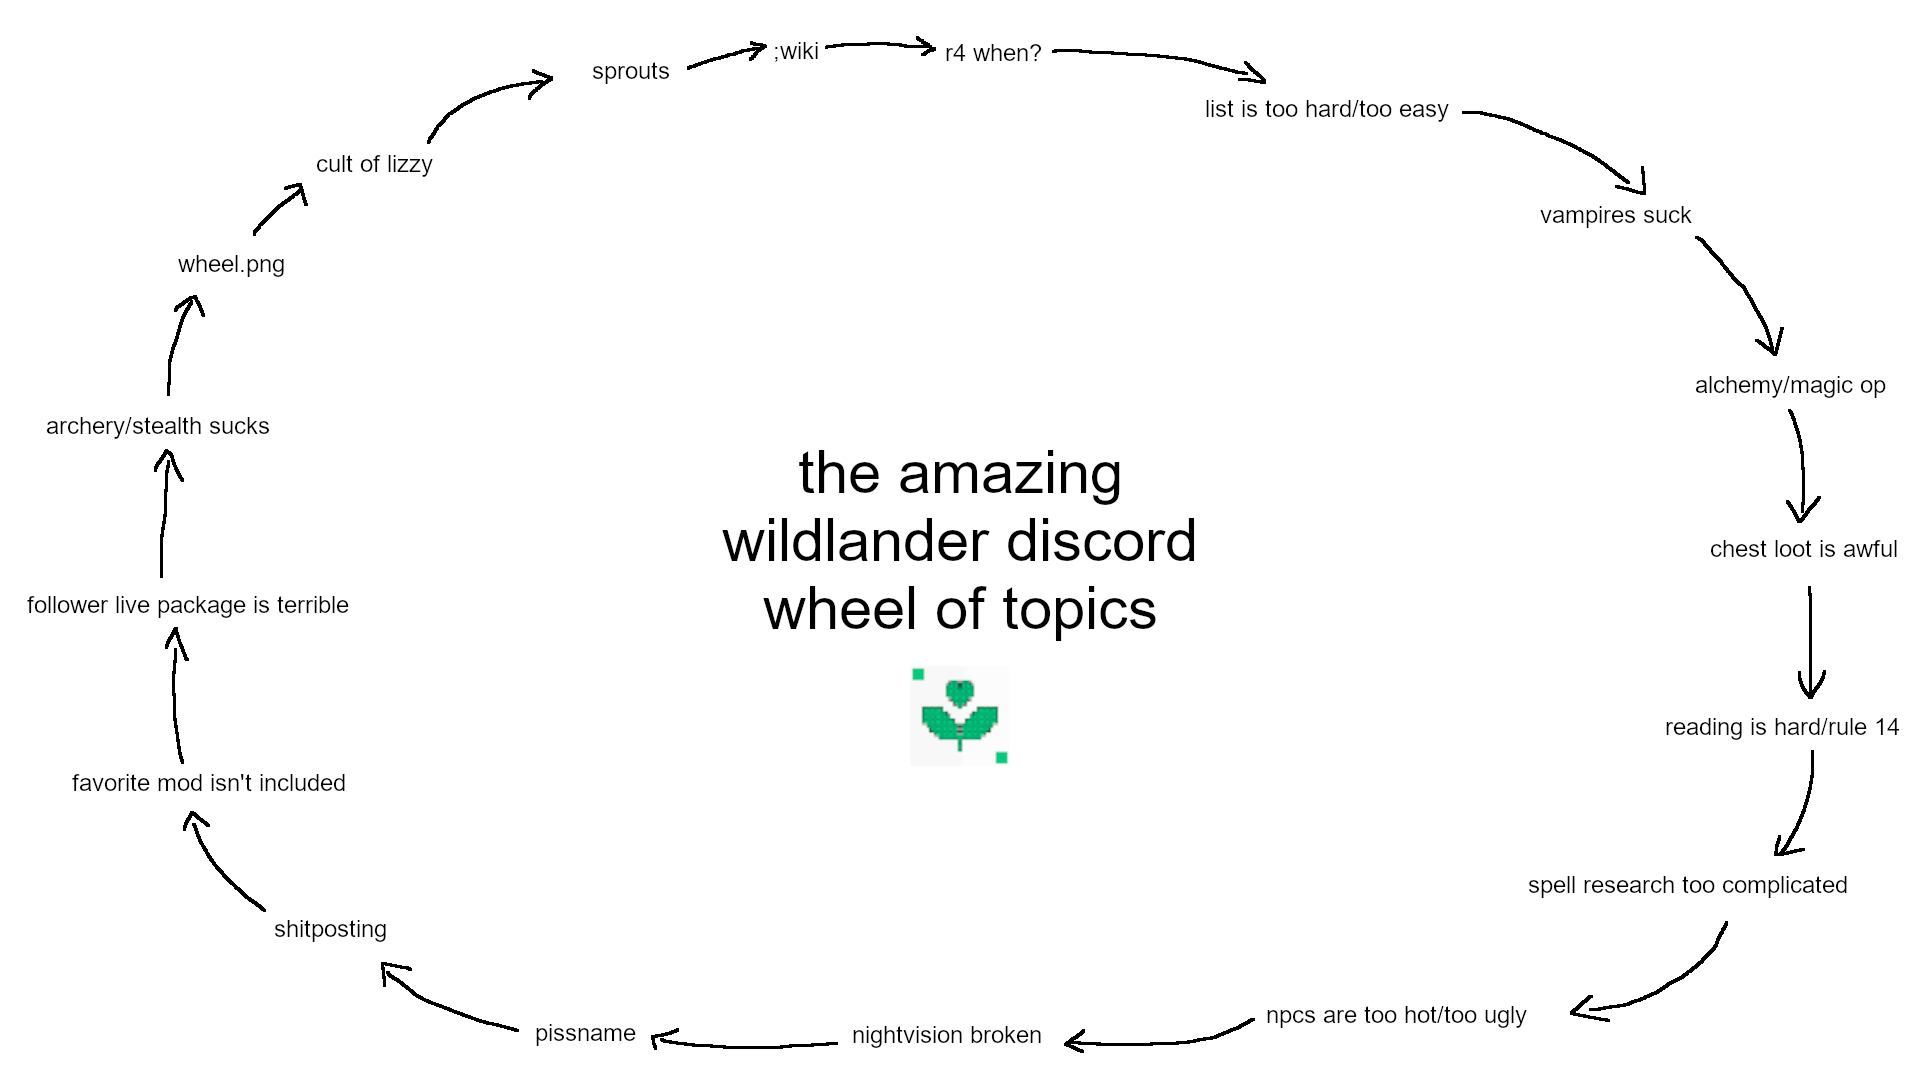 ;wiki
r4 when?
sprouts
list is too hard/too easy
cult of lizzy
vampires suck
wheel.png
alchemy/magic op
archery/stealth sucks
the amazing
wildlander discord
wheel of topics
chest loot is awful
follower live package is terrible
reading is hard/rule 14
favorite mod isn't included
spell research too complicated
shitposting
npcs are too hot/too ugly
nightvision broken
pissname